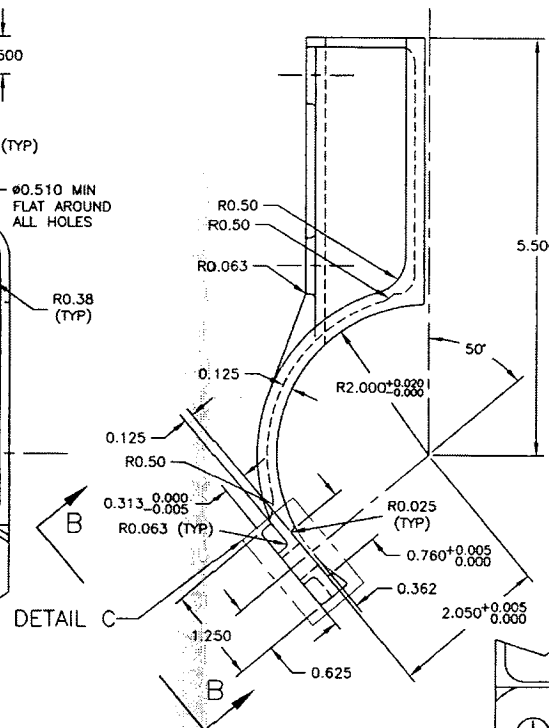 500
(TYP)
Ø0.510 MIN
FLAT AROUND
ALL HOLES
R0.38
(TYP)
R0.50
R0.50
R0.063
5.50
50°
0.125
R2.000 +0.020 -0.000
0.125
R0.50
0.313 0.000 -0.005
R0.063 (TYP)
R0.025
(TYP)
0.760 +0.005 0.000
0.362
2.050 +0.005 0.000
B
DETAIL C
1.250
0.625
B